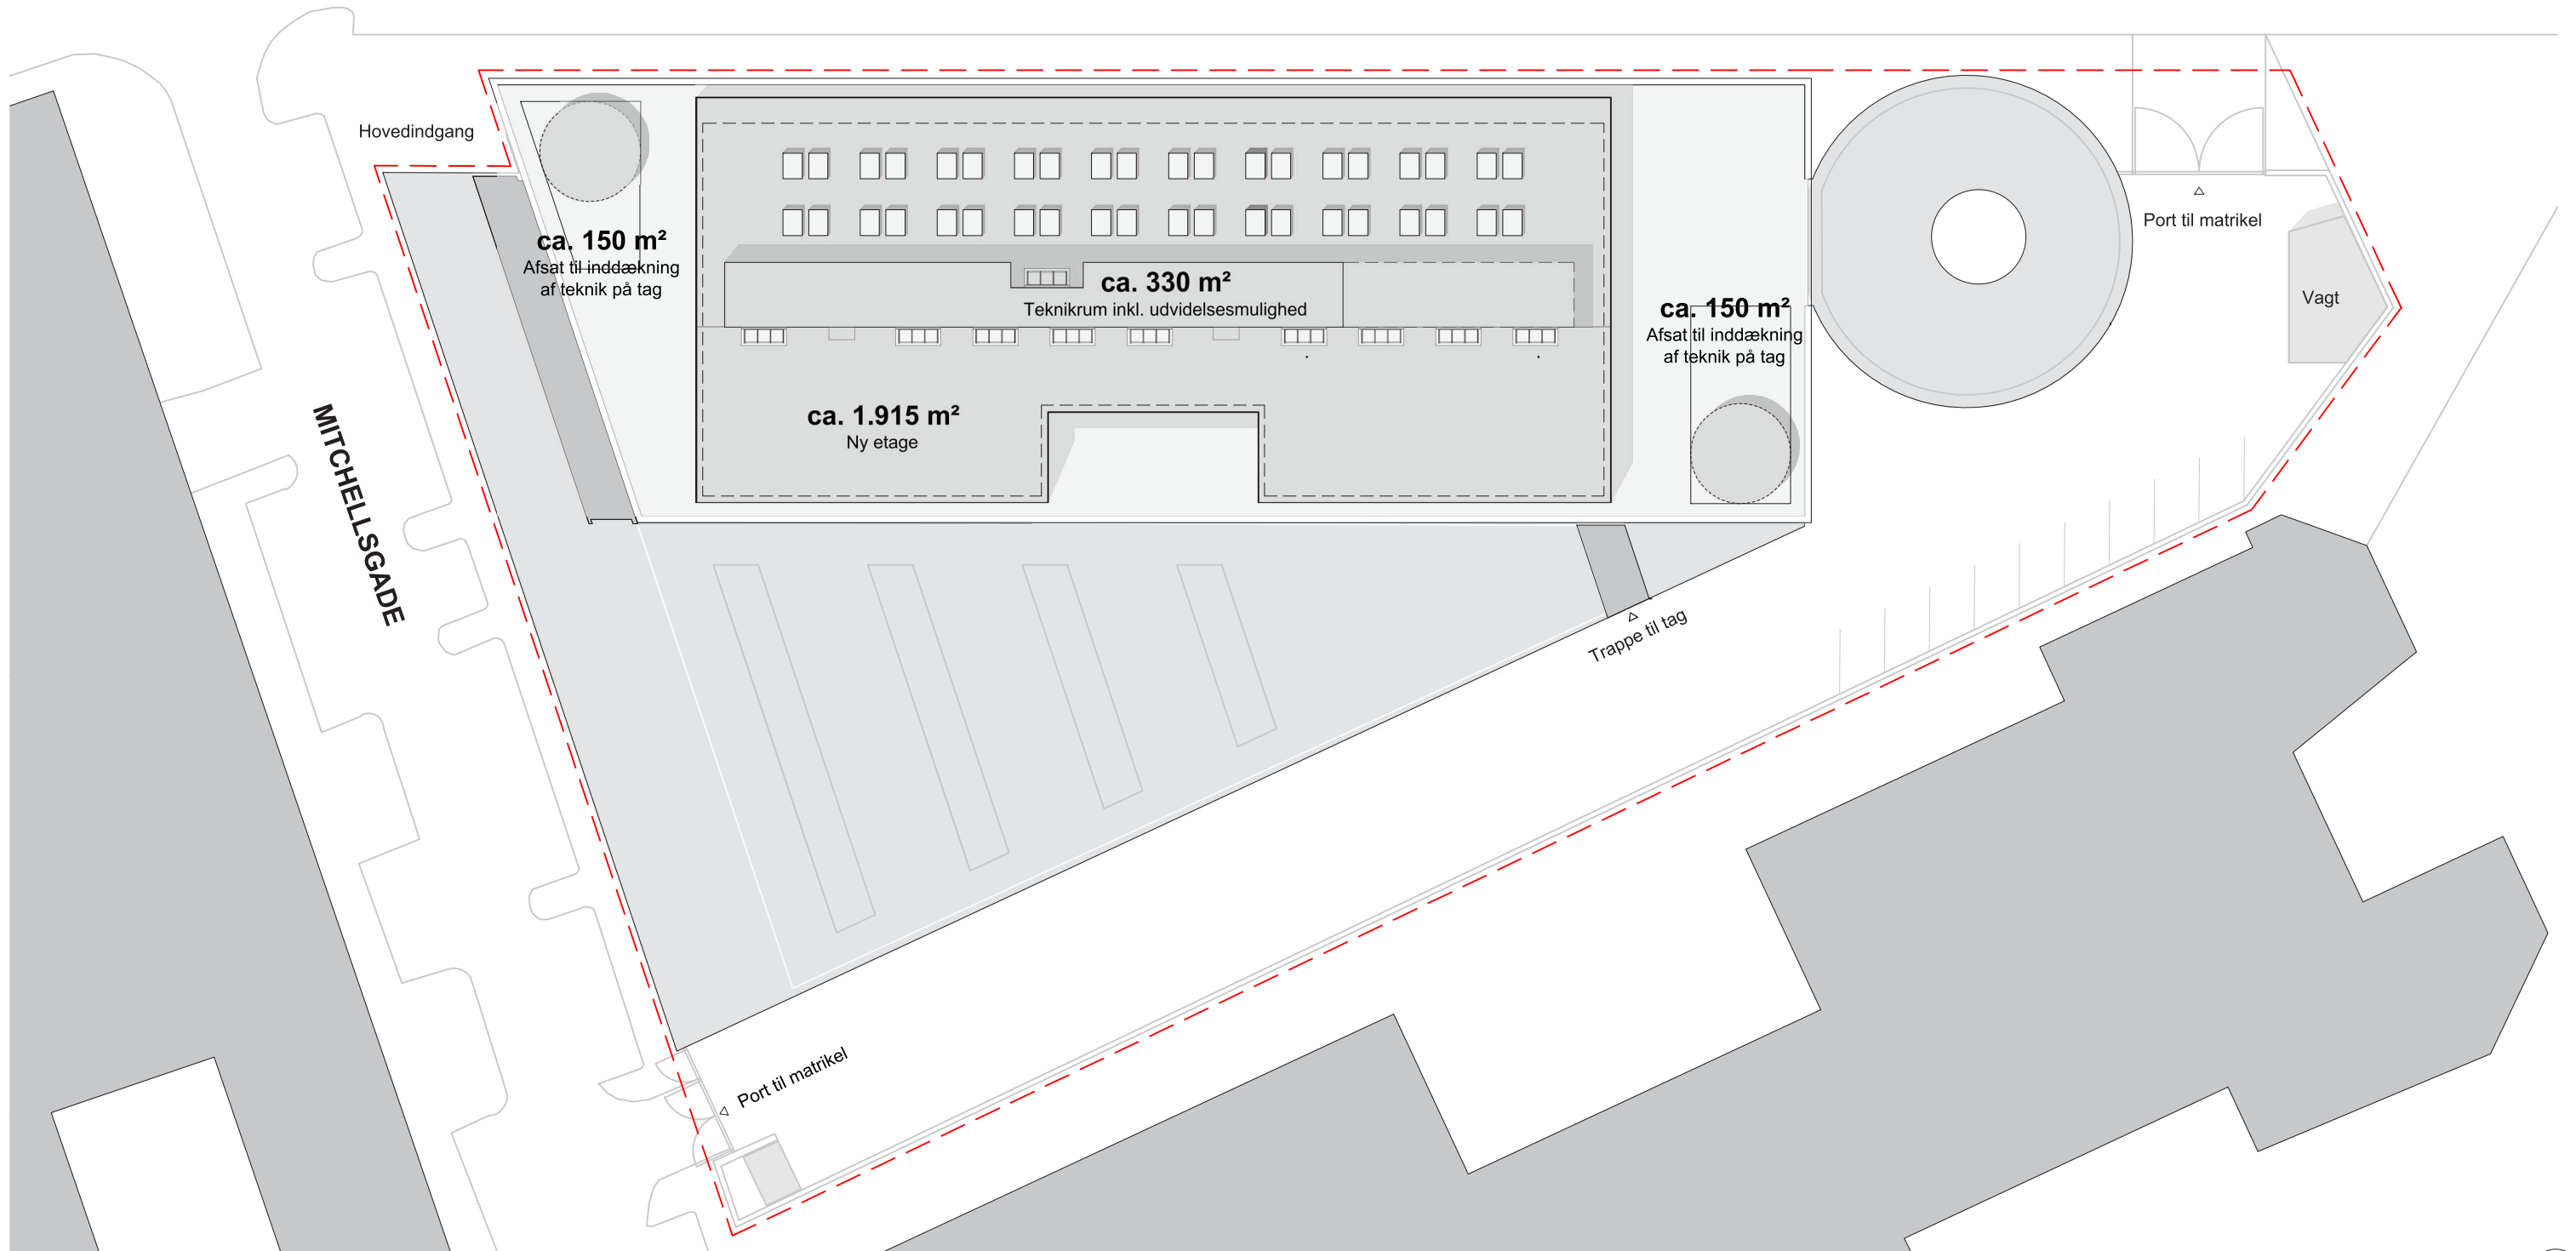 Hovedindgang
ca. 150 m²
Afsat til inddækning
af teknik på tag
ca. 330 m²
Teknikrum inkl. udvidelsesmulighed
ca. 150 m²
Afsat til inddækning
af teknik på tag
Port til matrikel
Vagt
ca. 1.915 m²
Ny etage
MITCHELLSGADE
Trappe til tag
Port til matrikel